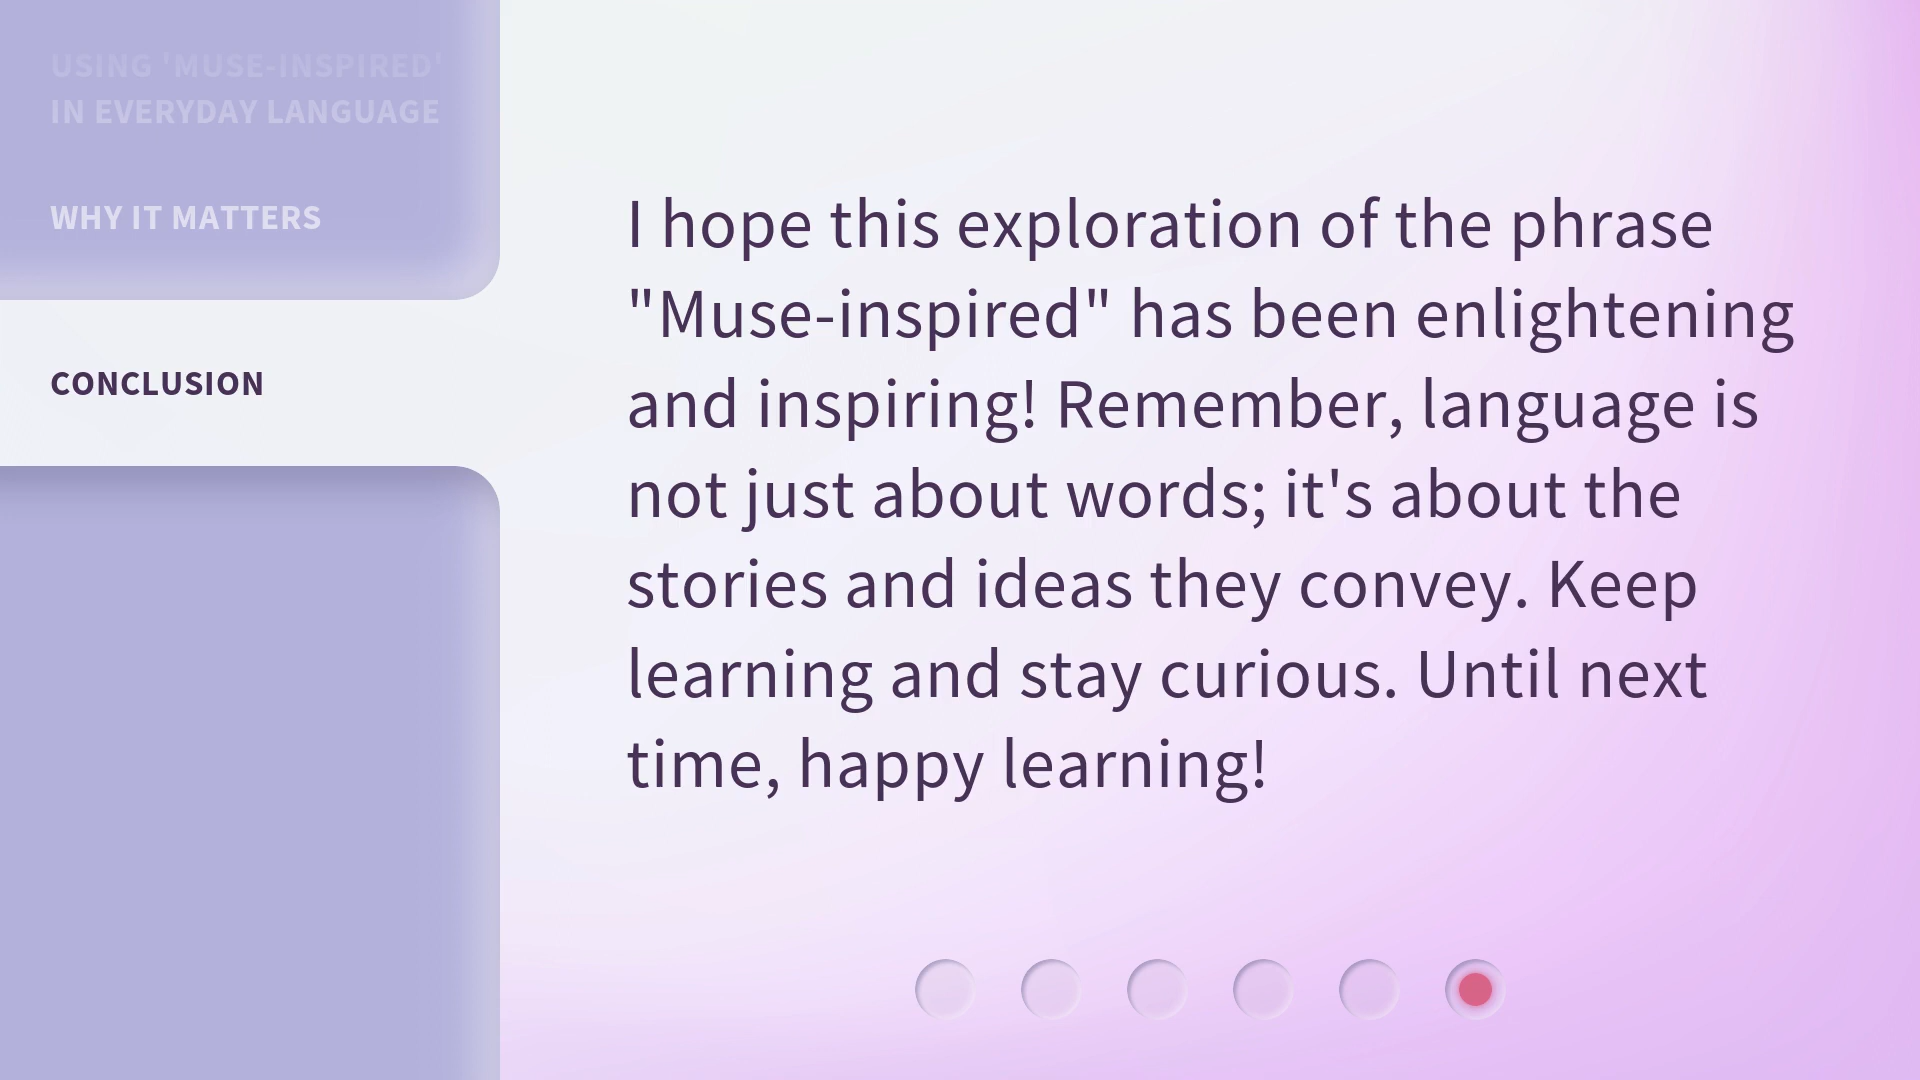 USING 'MUSE-INSPIRED'
IN EVERYDAY LANGUAGE
WHY IT MATTERS
CONCLUSION
I hope this exploration of the phrase
"Muse-inspired" has been enlightening
and inspiring! Remember, language is
not just about words; it's about the
stories and ideas they convey. Keep
learning and stay curious. Until next
time, happy learning!